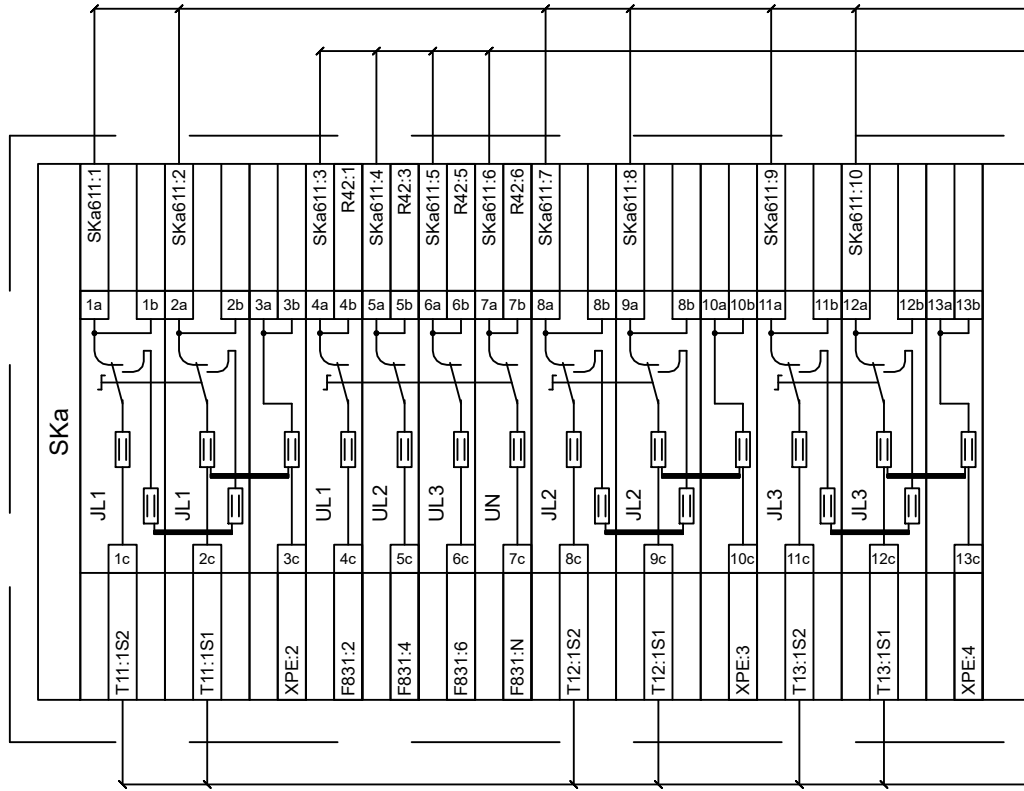 SKa
SKa611:1
SKa611:2
SKa611:3
R42:1
SKa611:4
R42:3
SKa611:5
R42:5
SKa611:6
R42:6
SKa611:7
SKa611:8
SKa611:9
SKa611:10
1a
1b
2a
2b
3a
3b
4a
4b
5a
5b
6a
6b
7a
7b
8a
8b
9a
8b
10a
10b
11a
11b
12a
12b
13a
13b
JL1
JL1
UL1
UL2
UL3
UN
JL2
JL2
JL3
JL3
1c
2c
3c
4c
5c
6c
7c
8c
9c
10c
11c
12c
13c
T11:1S2
T11:1S1
XPE:2
F831:2
F831:4
F831:6
F831:N
T12:1S2
T12:1S1
XPE:3
T13:1S2
T13:1S1
XPE:4